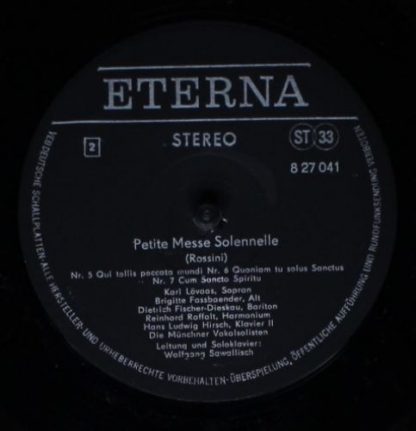 ETERNA
2
STEREO
ST 33
8 27 041
Petite Messe Solennelle
(Rossini)
Nr. 5 Qui tollis peccata mundi Nr. 6 Quoniam tu solus Sanctus
Nr. 7 Cum Sancto Spiritu
Kari Lövaas, Sopran
Brigitte Fassbaender, Alt
Dietrich Fischer-Dieskau, Bariton
Reinhard Raffalt, Harmonium
Hans Ludwig Hirsch, Klavier II
Die Münchner Vokalsolisten
Leitung und Soloklavier:
Wolfgang Sawallisch
VEB DEUTSCHE SCHALLPLATTEN-ALLE HERSTELLER- UND URHEBERRECHTE VORBEHALTEN-ÜBERSPIELUNG, ÖFFENTLICHE AUFFÜHRUNG UND RUNDFUNKSENDUNG VERBOTEN